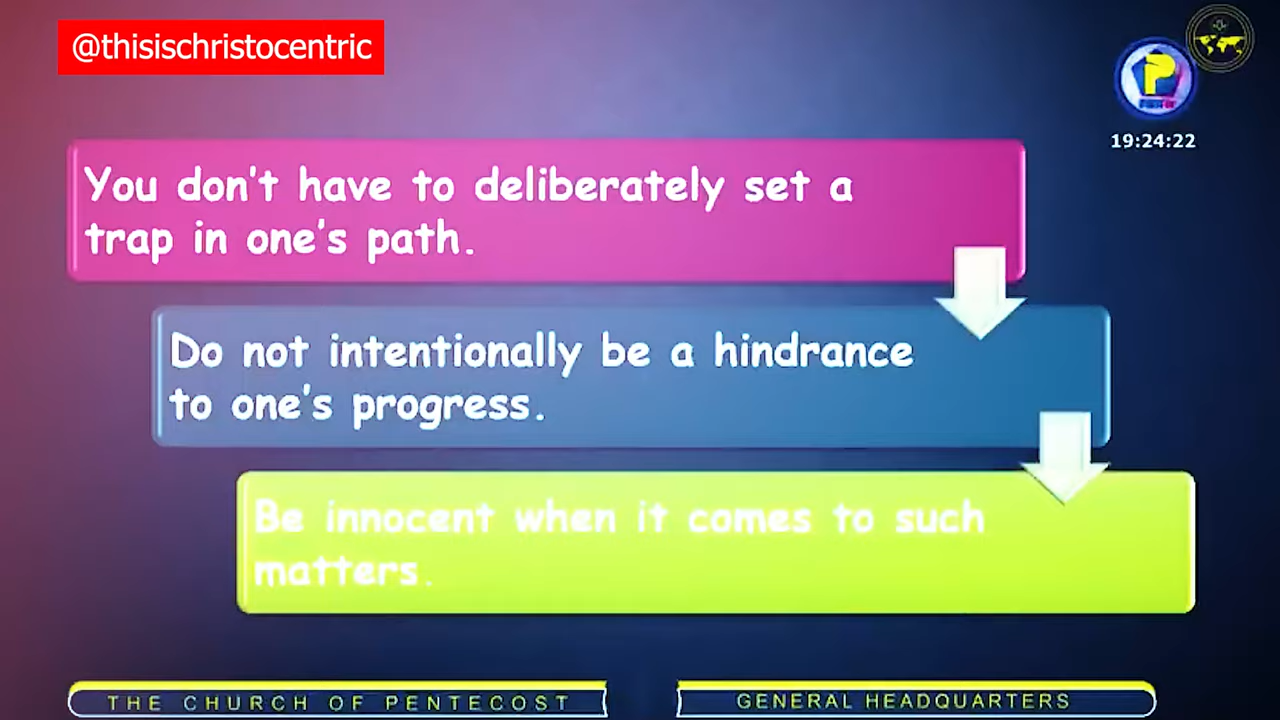 @thisischristocentric
19:24:22
You don't have to deliberately set a
trap in one's path.
Do not intentionally be a hindrance
to one's progress.
Be innocent when it comes to such
matters.
THE CHURCH OF PENTECOST
GENERAL HEADQUARTERS